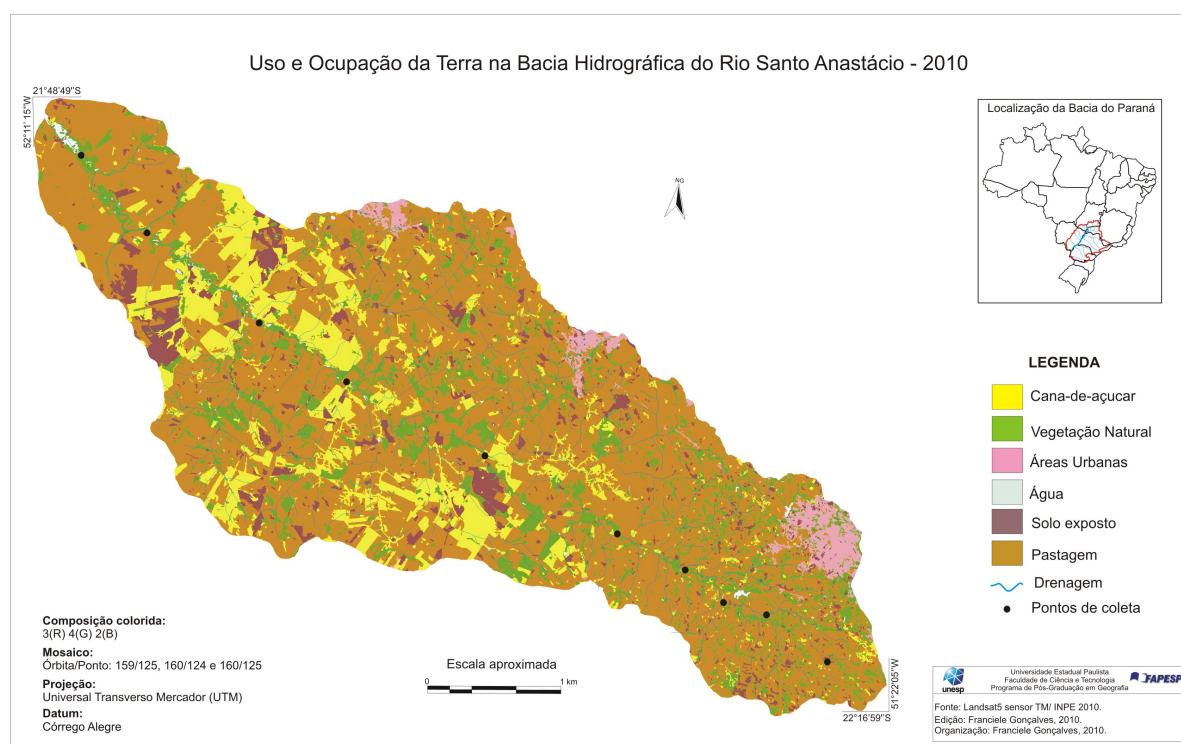 Uso e Ocupação da Terra na Bacia Hidrográfica do Rio Santo Anastácio - 2010
21°48'49"S
52°11'15"W
NG
Localização da Bacia do Paraná
LEGENDA
Cana-de-açucar
Vegetação Natural
Áreas Urbanas
Água
Solo exposto
Pastagem
Drenagem
Pontos de coleta
Composição colorida:
3(R) 4(G) 2(B)
Mosaico:
Órbita/Ponto: 159/125, 160/124 e 160/125
Projeção:
Universal Transverso Mercador (UTM)
Datum:
Córrego Alegre
Escala aproximada
0 1 km
51°22'05"W
22°16'59"S
unesp
Universidade Estadual Paulista
Faculdade de Ciência e Tecnologia
Programa de Pós-Graduação em Geografia
FAPESP
Fonte: Landsat5 sensor TM/ INPE 2010.
Edição: Franciele Gonçalves, 2010.
Organização: Franciele Gonçalves, 2010.